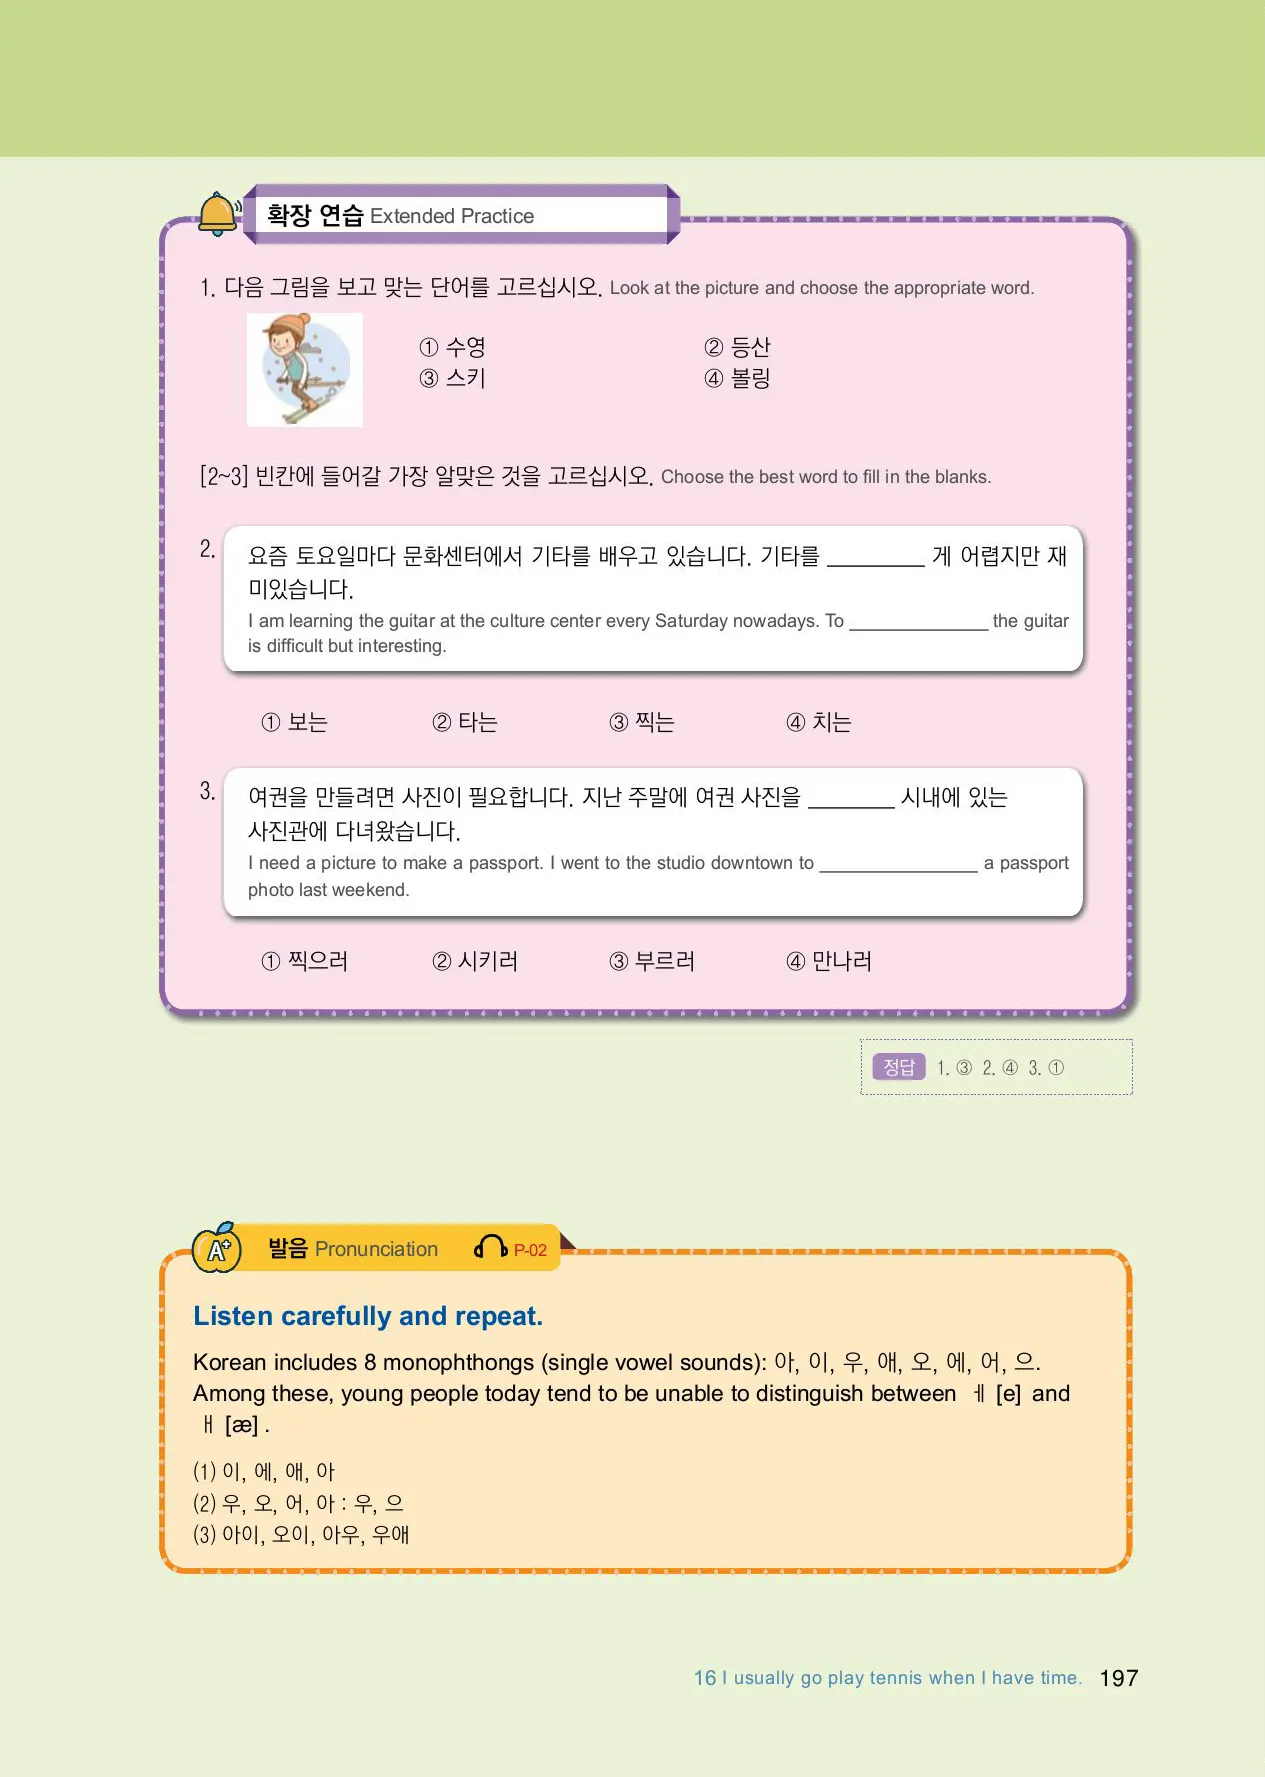 확장 연습 Extended Practice
1. 다음 그림을 보고 맞는 단어를 고르십시오. Look at the picture and choose the appropriate word.
① 수영 ② 등산
③ 스키 ④ 볼링
[2~3] 빈칸에 들어갈 가장 알맞은 것을 고르십시오. Choose the best word to fill in the blanks.
2. 요즘 토요일마다 문화센터에서 기타를 배우고 있습니다. 기타를 ________ 게 어렵지만 재
미있습니다.
I am learning the guitar at the culture center every Saturday nowadays. To ______________ the guitar
is difficult but interesting.
① 보는 ② 타는 ③ 찍는 ④ 치는
3. 여권을 만들려면 사진이 필요합니다. 지난 주말에 여권 사진을 ________ 시내에 있는
사진관에 다녀왔습니다.
I need a picture to make a passport. I went to the studio downtown to ________________ a passport
photo last weekend.
① 찍으러 ② 시키러 ③ 부르러 ④ 만나러
정답 1. ③ 2. ④ 3. ①
A+ 발음 Pronunciation P-02
Listen carefully and repeat.
Korean includes 8 monophthongs (single vowel sounds): 아, 이, 우, 애, 오, 에, 어, 으.
Among these, young people today tend to be unable to distinguish between ㅔ [e] and
ㅐ [æ] .
(1) 이, 에, 애, 아
(2) 우, 오, 어, 아 : 우, 으
(3) 아이, 오이, 아우, 우애
16 I usually go play tennis when I have time. 197